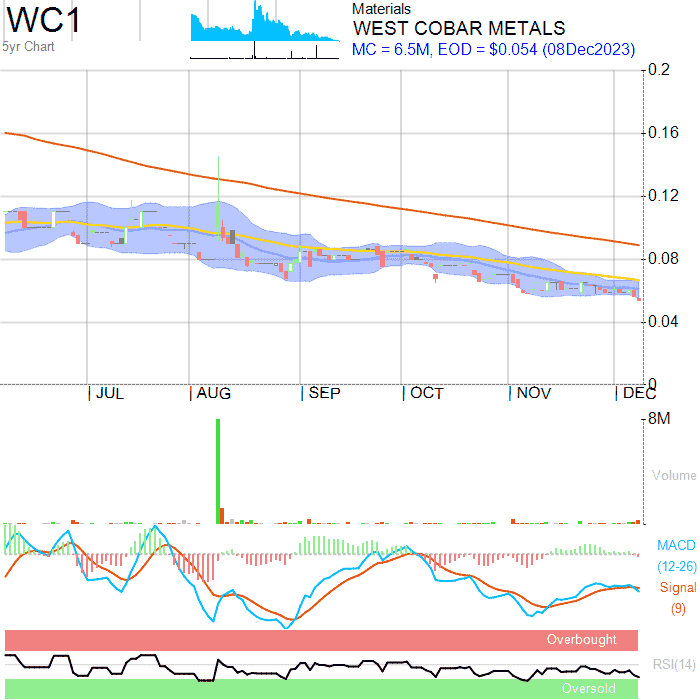 WC1
5yr Chart
Materials
WEST COBAR METALS
MC = 6.5M, EOD = $0.054 (08Dec2023)
0.2
0.16
0.12
0.08
0.04
0
JUL AUG SEP OCT NOV DEC
8M
Volume
MACD
(12-26)
Signal
(9)
Overbought
RSI(14)
Oversold